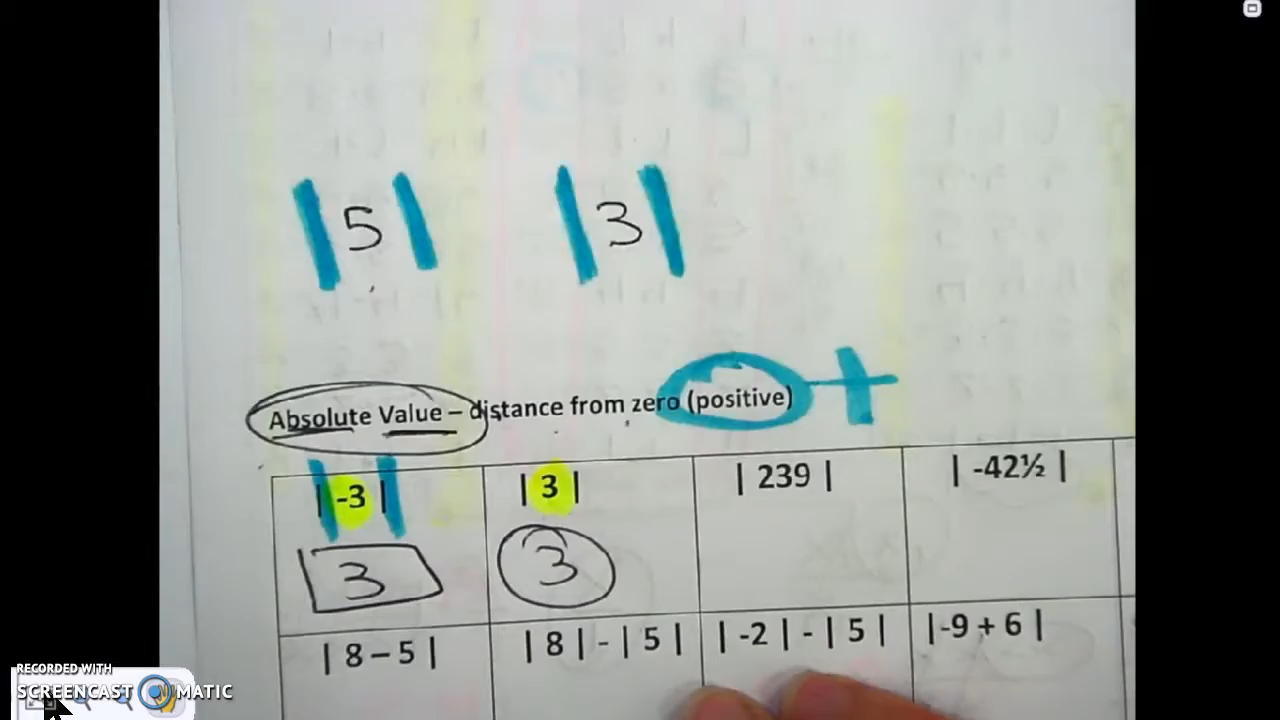 |5| |3|
Absolute Value – distance from zero (positive) +
| -3 | | 3 | | 239 | | -42½ |
3 3
| 8 – 5 | | 8 | - | 5 | | -2 | - | 5 | |-9 + 6 |
RECORDED WITH
SCREENCAST MATIC